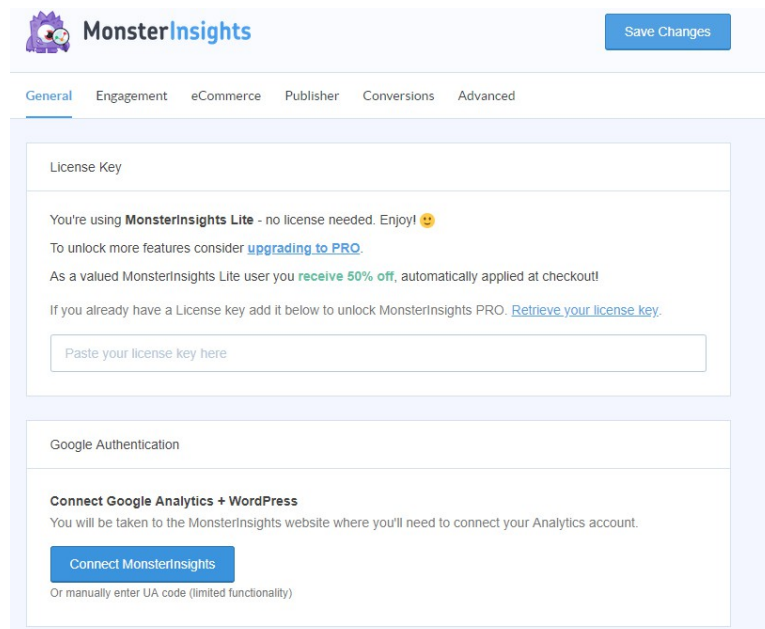 MonsterInsights
Save Changes
General Engagement eCommerce Publisher Conversions Advanced
License Key
You're using MonsterInsights Lite - no license needed. Enjoy! 🙂
To unlock more features consider upgrading to PRO.
As a valued MonsterInsights Lite user you receive 50% off, automatically applied at checkout!
If you already have a License key add it below to unlock MonsterInsights PRO. Retrieve your license key.
Paste your license key here
Google Authentication
Connect Google Analytics + WordPress
You will be taken to the MonsterInsights website where you'll need to connect your Analytics account.
Connect MonsterInsights
Or manually enter UA code (limited functionality)